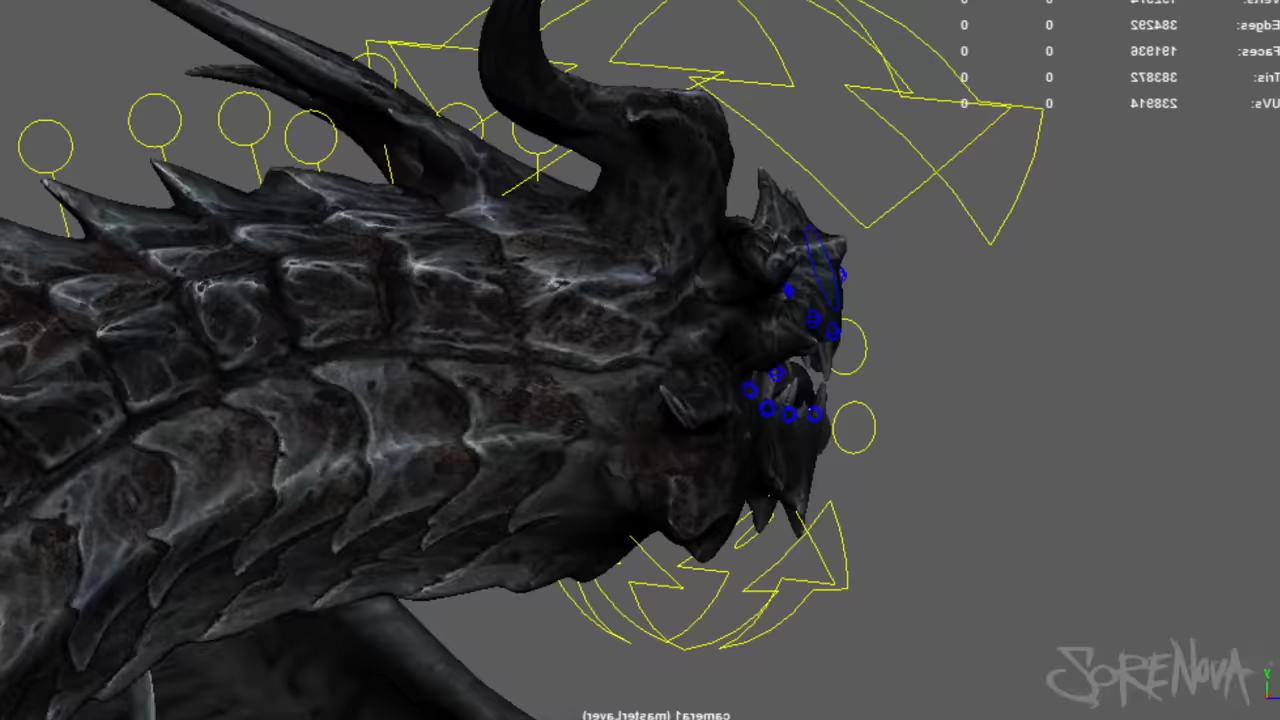 Verts:
Edges: 384292 0 0
Faces: 191936 0 0
Tris: 383872 0 0
UVs: 238914 0 0
SORENOVA
Y
camera1 (masterLayer)